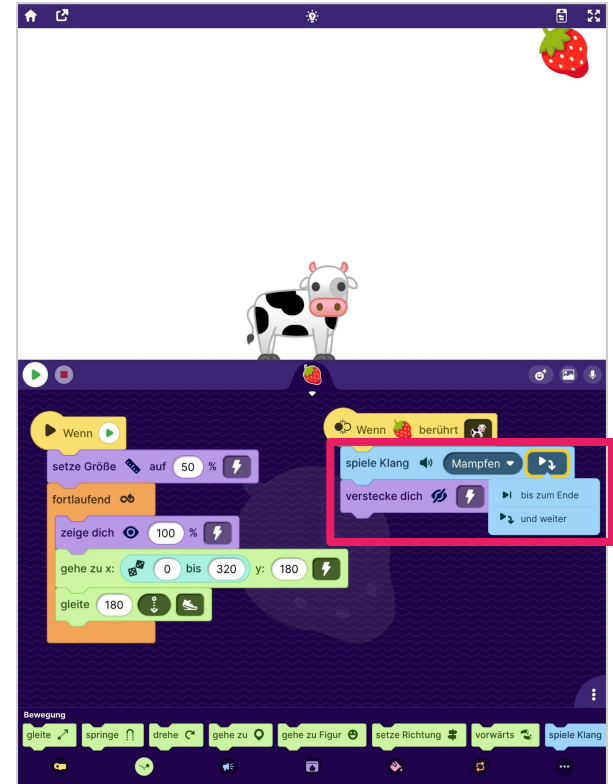 Wenn
setze Größe auf 50 %
fortlaufend
zeige dich 100 %
gehe zu x: 0 bis 320 y: 180
gleite 180
Wenn berührt
spiele Klang Mampfen
verstecke dich
bis zum Ende
und weiter
Bewegung
gleite springe drehe gehe zu gehe zu Figur setze Richtung vorwärts spiele Klang